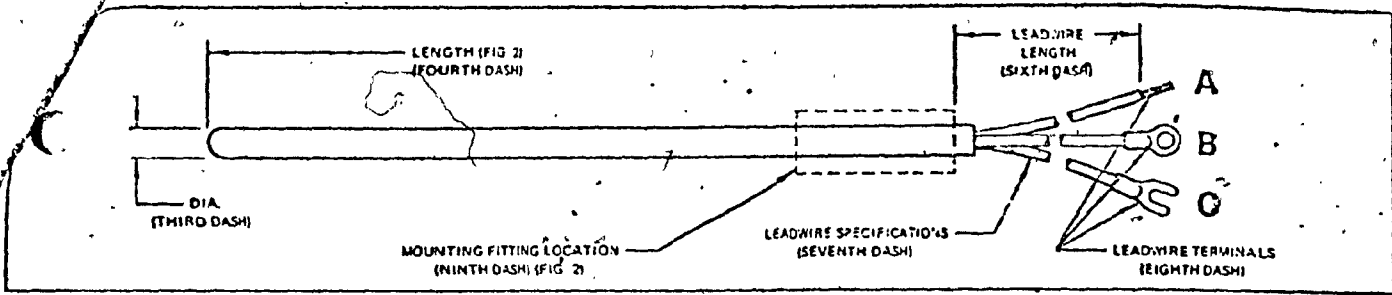 LENGTH (FIG 2)
(FOURTH DASH)
LEADWIRE
LENGTH
(SIXTH DASH)
A
B
C
DIA.
(THIRD DASH)
MOUNTING FITTING LOCATION
(NINTH DASH) (FIG 2)
LEADWIRE SPECIFICATIONS
(SEVENTH DASH)
LEADWIRE TERMINALS
(EIGHTH DASH)